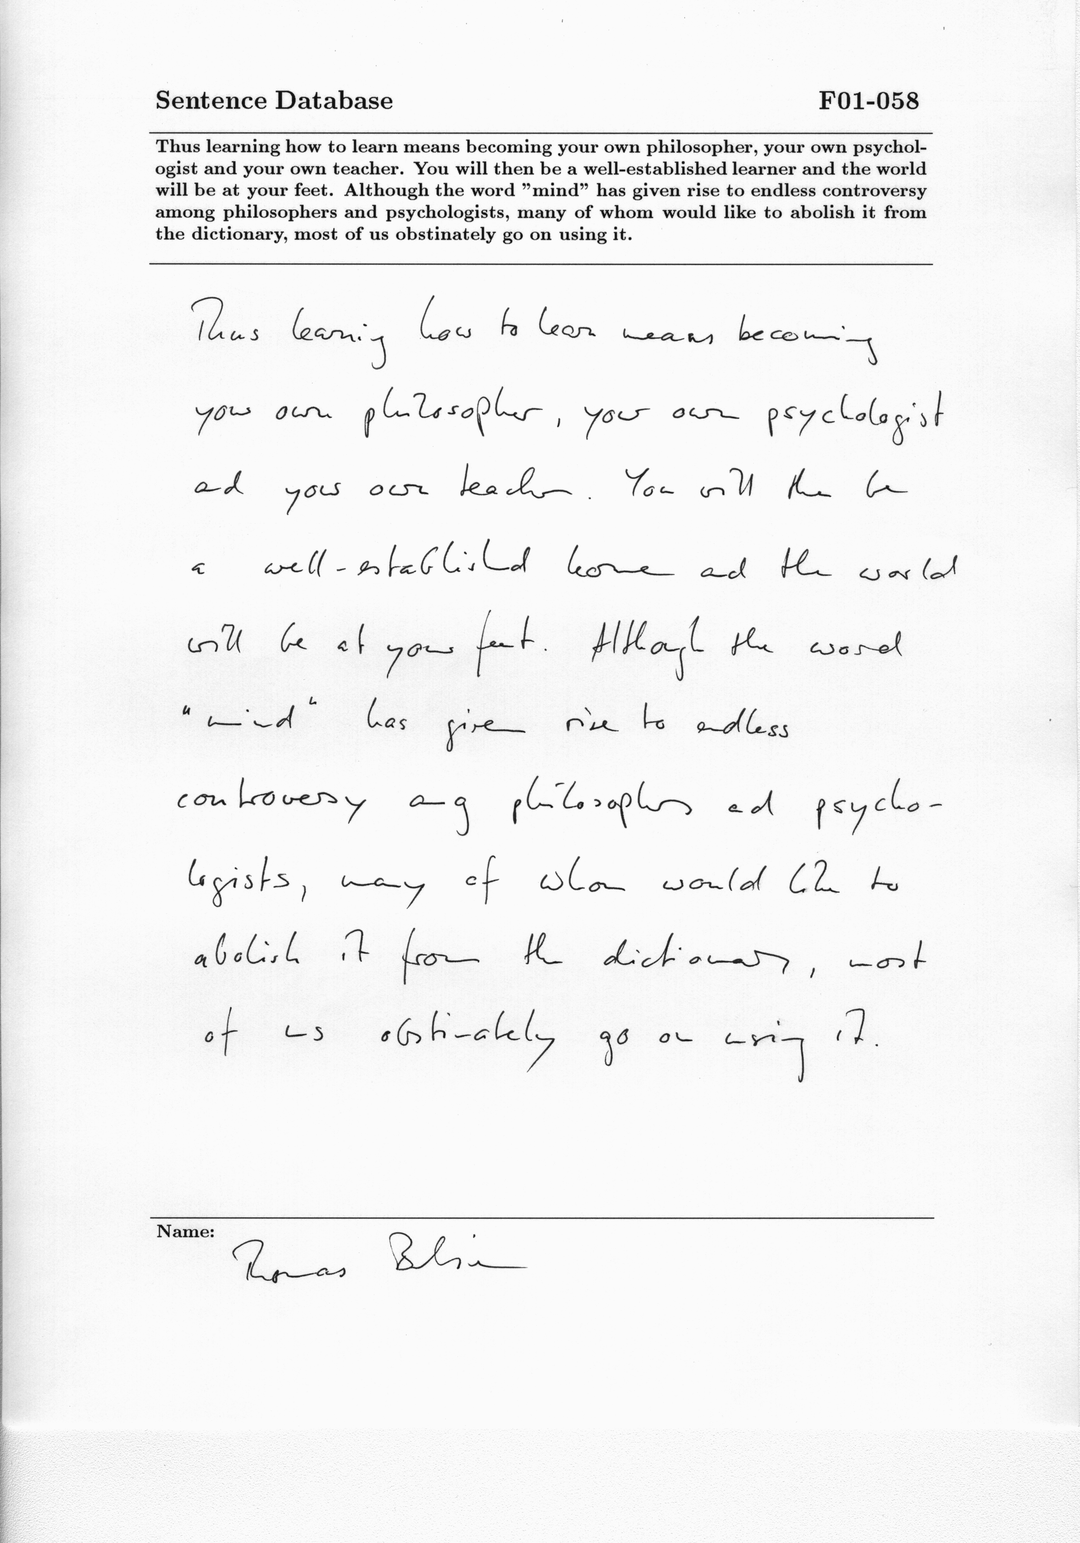 Sentence Database F01-058
Thus learning how to learn means becoming your own philosopher, your own psychol-
ogist and your own teacher. You will then be a well-established learner and the world
will be at your feet. Although the word ”mind” has given rise to endless controversy
among philosophers and psychologists, many of whom would like to abolish it from
the dictionary, most of us obstinately go on using it.
Thus learning how to learn means becoming
your own philosopher, your own psychologist
and your own teacher. You will then be
a well-established learner and the world
will be at your feet. Although the word
"mind" has given rise to endless
controversy among philosophers and psycho-
logists, many of whom would like to
abolish it from the dictionary, most
of us obstinately go on using it.
Name:
Thomas